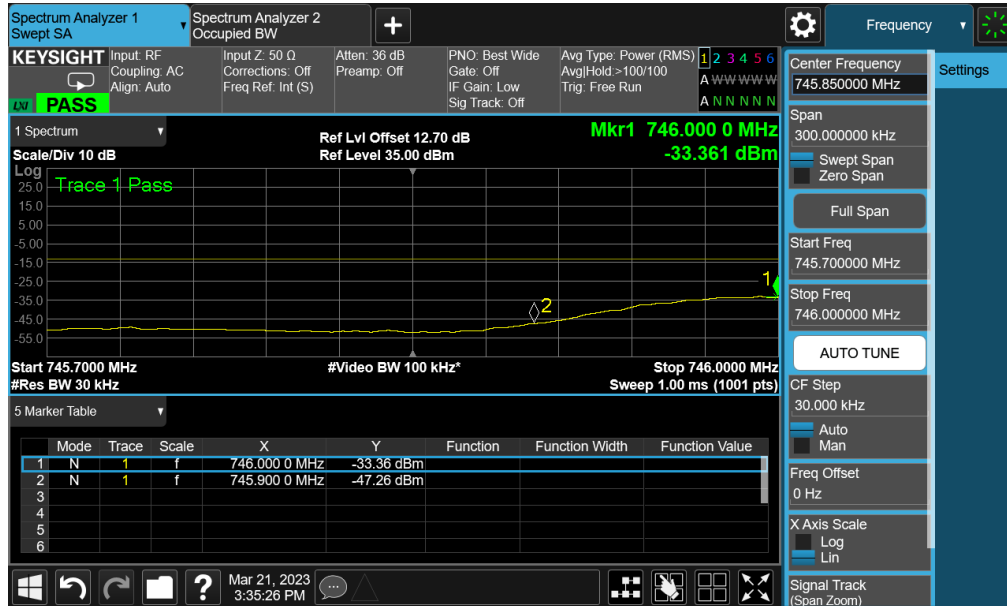 Spectrum Analyzer 1
Swept SA
Spectrum Analyzer 2
Occupied BW
Frequency
KEYSIGHT
Input: RF
Coupling: AC
Align: Auto
Input Z: 50 Ω
Corrections: Off
Freq Ref: Int (S)
Atten: 36 dB
Preamp: Off
PNO: Best Wide
Gate: Off
IF Gain: Low
Sig Track: Off
Avg Type: Power (RMS)
Avg|Hold:>100/100
Trig: Free Run
1 2 3 4 5 6
A W W W W W
A N N N N N
LXI
PASS
1 Spectrum
Scale/Div 10 dB
Ref Lvl Offset 12.70 dB
Ref Level 35.00 dBm
Mkr1 746.000 0 MHz
-33.361 dBm
Log
Trace 1 Pass
25.0
15.0
5.00
-5.00
-15.0
-25.0
-35.0
-45.0
-55.0
1
2
Start 745.7000 MHz
#Res BW 30 kHz
#Video BW 100 kHz*
Stop 746.0000 MHz
Sweep 1.00 ms (1001 pts)
5 Marker Table
Mode Trace Scale X Y Function Function Width Function Value
1 N 1 f 746.000 0 MHz -33.36 dBm
2 N 1 f 745.900 0 MHz -47.26 dBm
3
4
5
6
Mar 21, 2023
3:35:26 PM
Center Frequency
745.850000 MHz
Span
300.000000 kHz
Swept Span
Zero Span
Full Span
Start Freq
745.700000 MHz
Stop Freq
746.000000 MHz
AUTO TUNE
CF Step
30.000 kHz
Auto
Man
Freq Offset
0 Hz
X Axis Scale
Log
Lin
Signal Track
(Span Zoom)
Settings